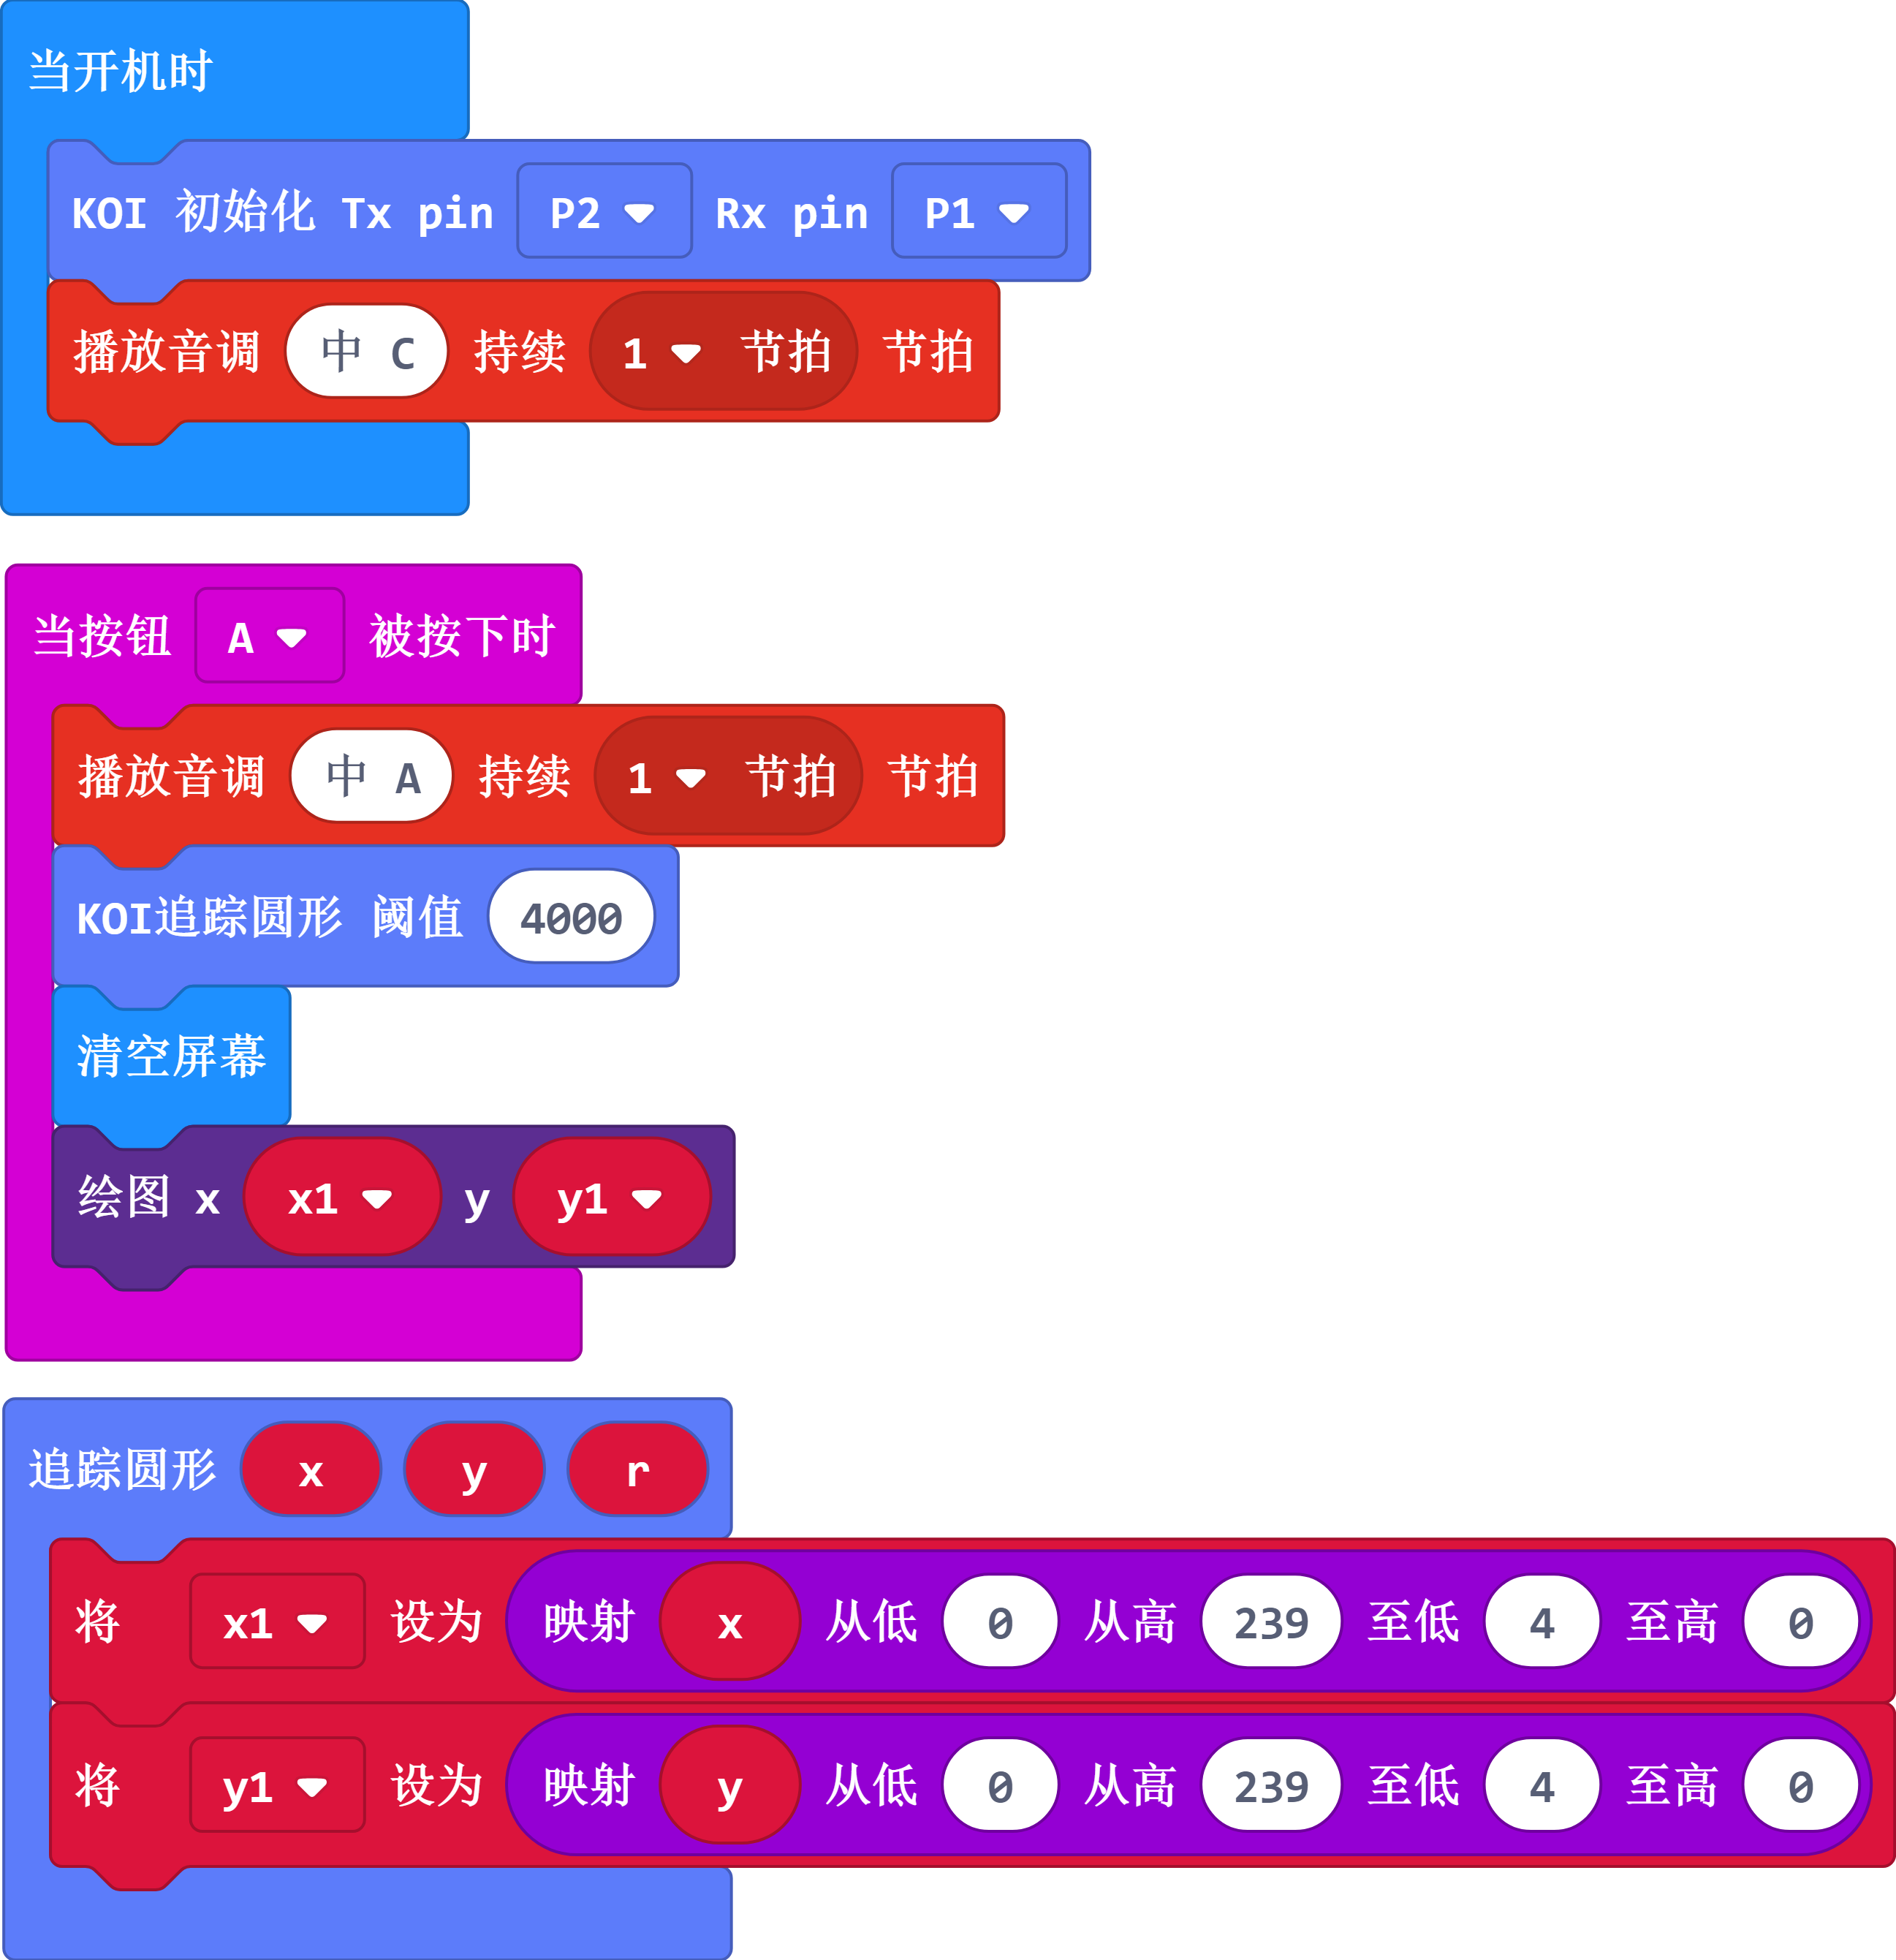 当开机时
KOI 初始化 Tx pin P2 Rx pin P1
播放音调 中 C 持续 1 节拍 节拍
当按钮 A 被按下时
播放音调 中 A 持续 1 节拍 节拍
KOI追踪圆形 阈值 4000
清空屏幕
绘图 x x1 y y1
追踪圆形 x y r
将 x1 设为 映射 x 从低 0 从高 239 至低 4 至高 0
将 y1 设为 映射 y 从低 0 从高 239 至低 4 至高 0